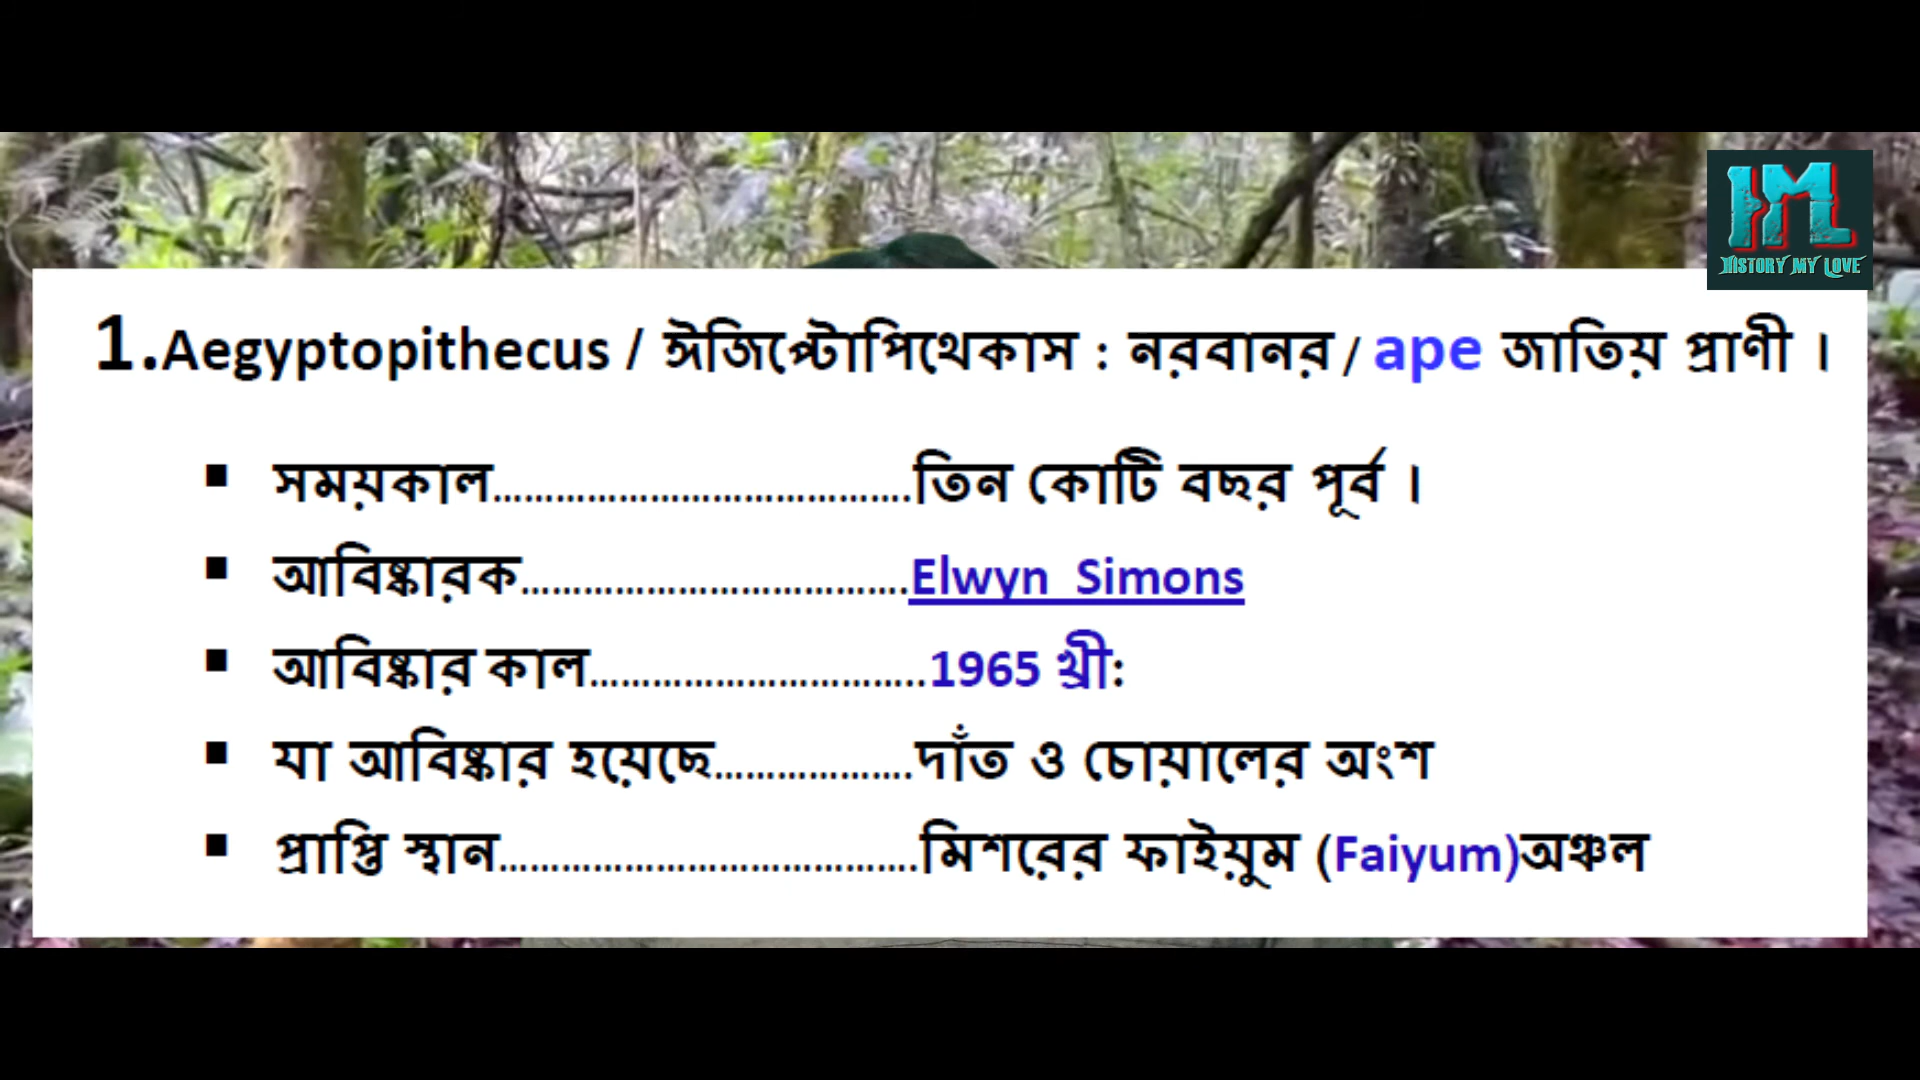 HISTORY MY LOVE
1.Aegyptopithecus / ঈজিপ্টোপিথেকাস : নরবানর / ape জাতিয় প্রাণী ।
▪ সময়কাল.......................................তিন কোটি বছর পূর্ব ।
▪ আবিষ্কারক....................................Elwyn Simons
▪ আবিষ্কার কাল................................1965 খ্রী:
▪ যা আবিষ্কার হয়েছে...................দাঁত ও চোয়ালের অংশ
▪ প্রাপ্তি স্থান.......................................মিশরের ফাইয়ুম (Faiyum)অঞ্চল